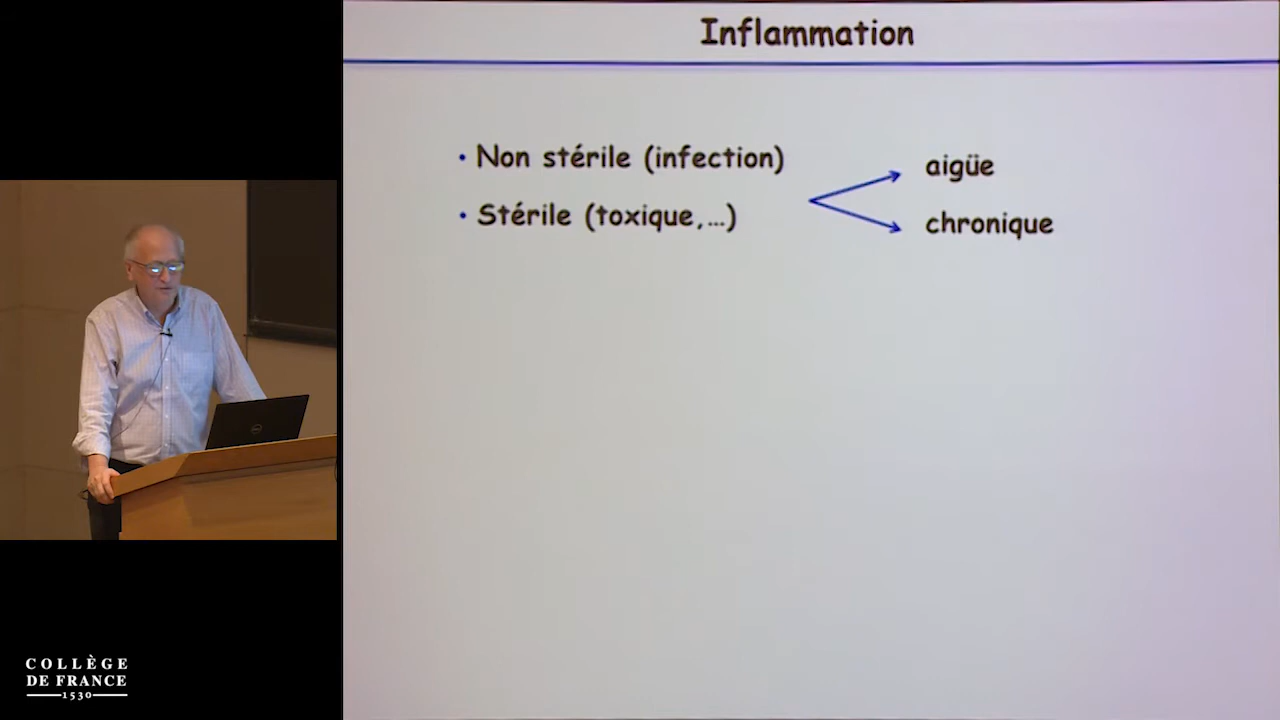 Inflammation
• Non stérile (infection)
• Stérile (toxique,…)
aigüe
chronique
COLLÈGE
DE FRANCE
1530